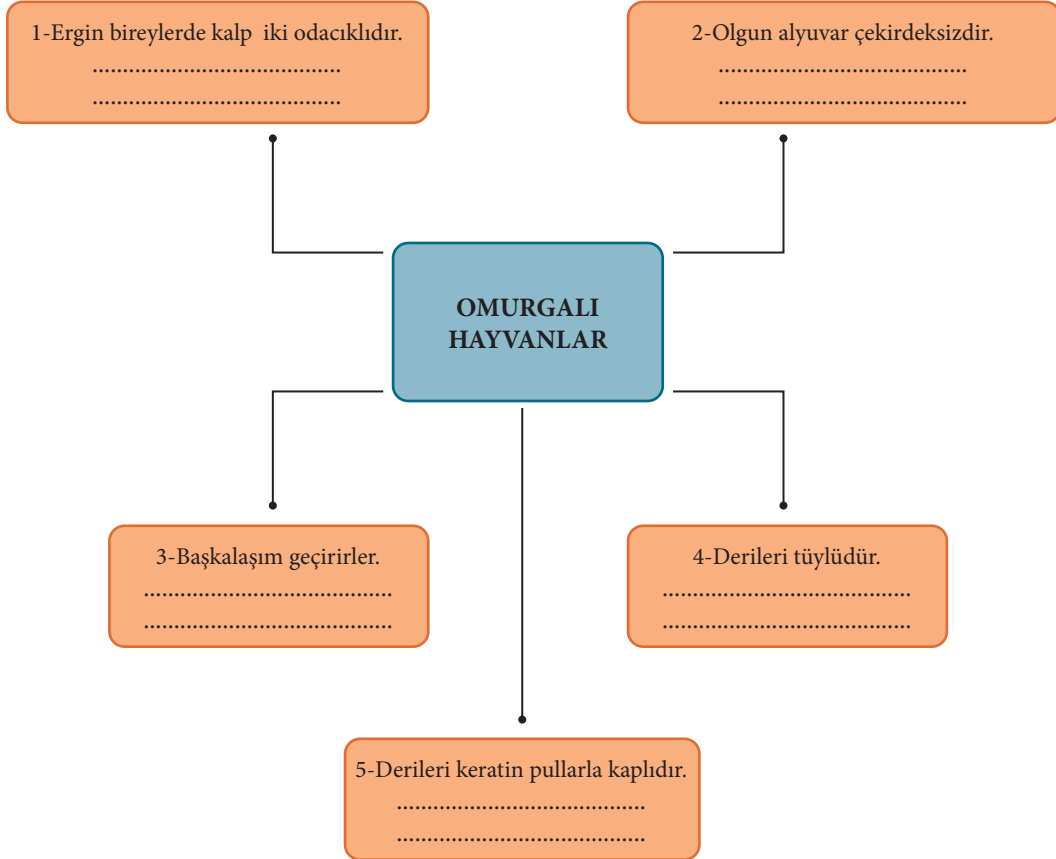 1-Ergin bireylerde kalp iki odacıklıdır.
..........................................
..........................................
2-Olgun alyuvar çekirdeksizdir.
..........................................
..........................................
OMURGALI
HAYVANLAR
3-Başkalaşım geçirirler.
..........................................
..........................................
4-Derileri tüylüdür.
..........................................
..........................................
5-Derileri keratin pullarla kaplıdır.
..........................................
..........................................